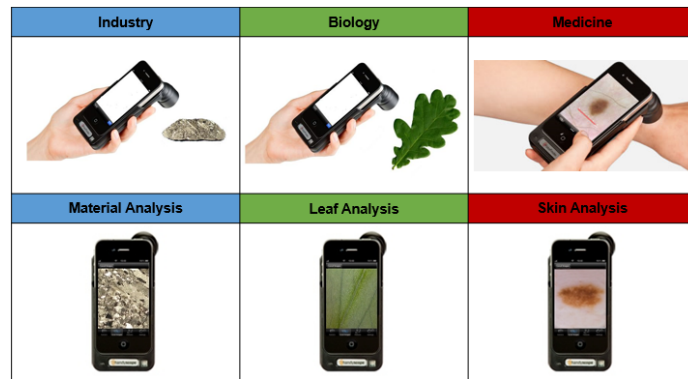 Industry
Biology
Medicine
Material Analysis
Leaf Analysis
Skin Analysis